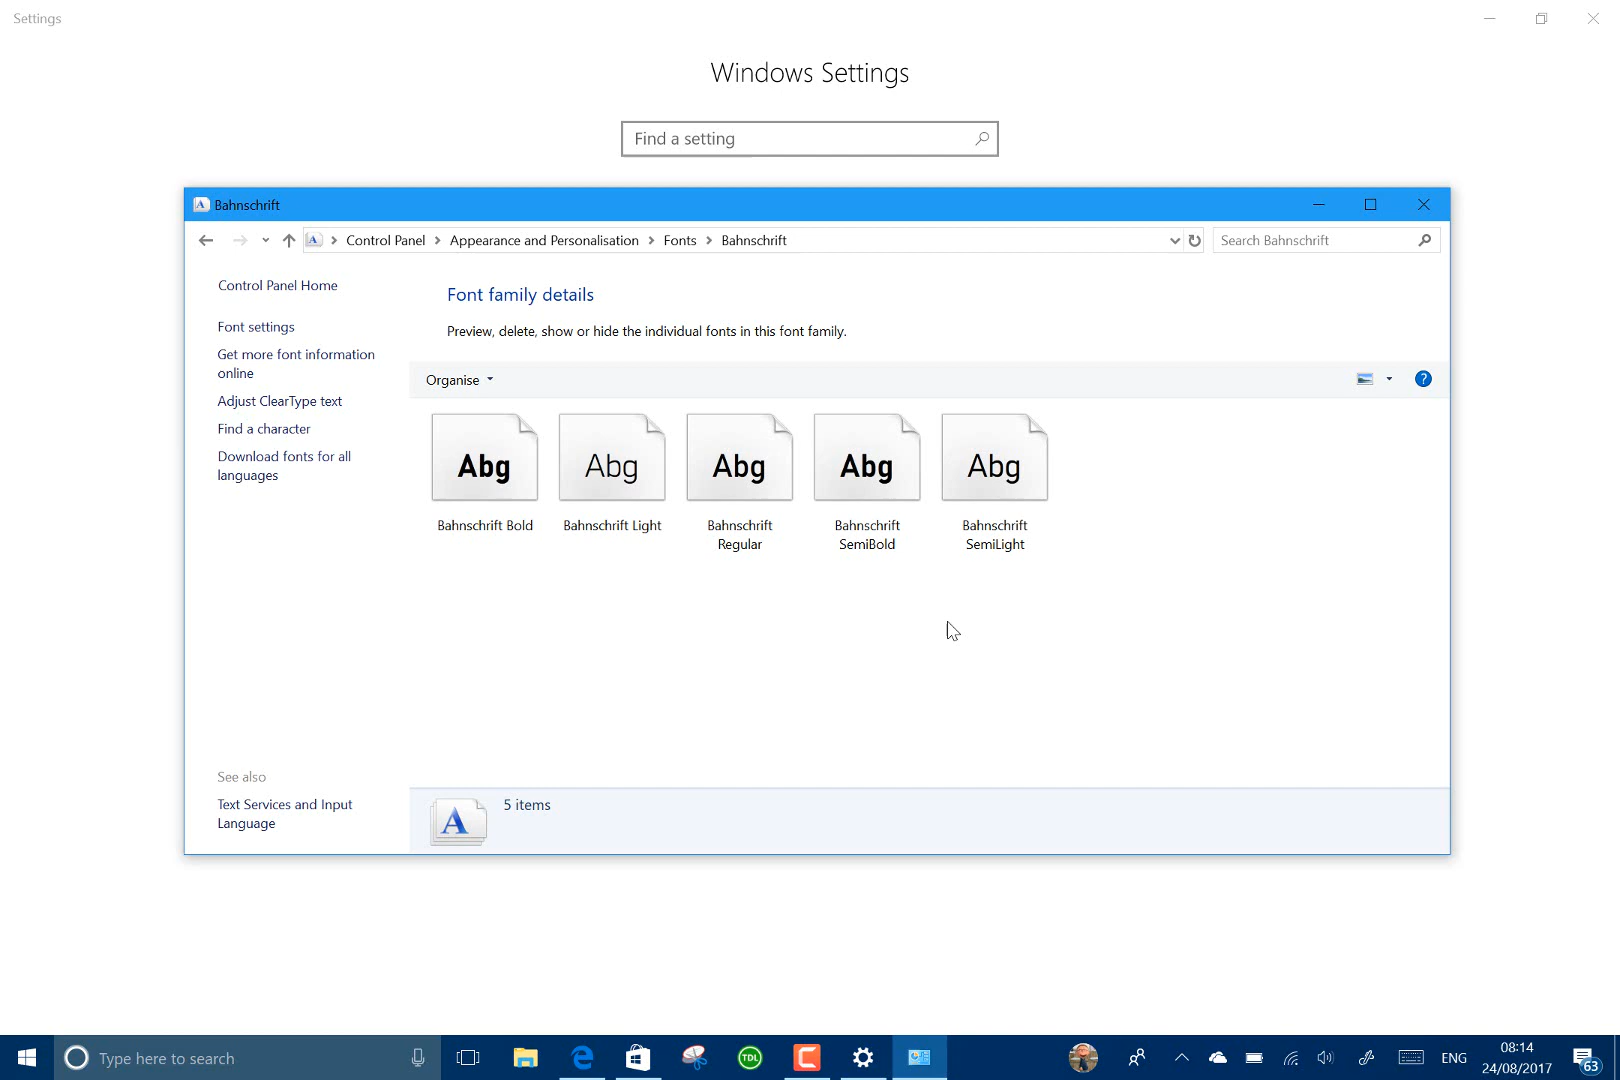 Settings
Windows Settings
Find a setting
Bahnschrift
Control Panel > Appearance and Personalisation > Fonts > Bahnschrift
Search Bahnschrift
Control Panel Home
Font settings
Get more font information
online
Adjust ClearType text
Find a character
Download fonts for all
languages
Font family details
Preview, delete, show or hide the individual fonts in this font family.
Organise
?
Abg
Abg
Abg
Abg
Abg
Bahnschrift Bold
Bahnschrift Light
Bahnschrift
Regular
Bahnschrift
SemiBold
Bahnschrift
SemiLight
See also
Text Services and Input
Language
A
5 items
Type here to search
TDL
ENG
08:14
24/08/2017
63